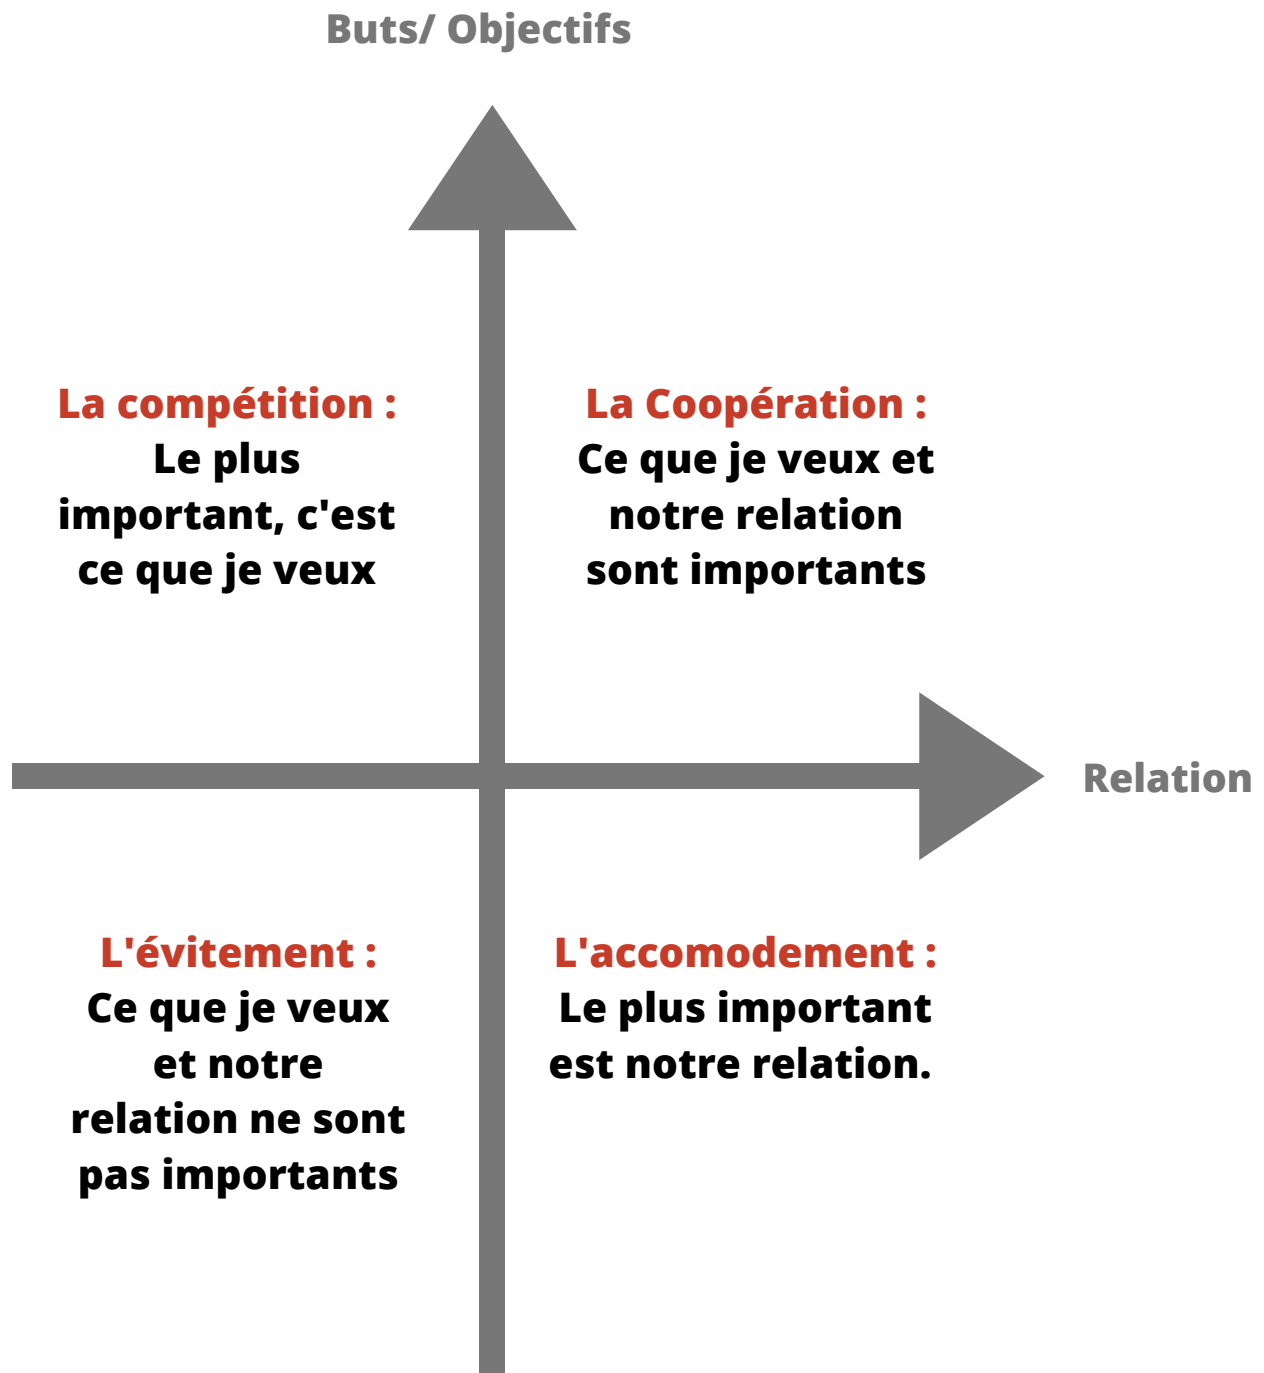 Buts/ Objectifs
La compétition :
Le plus
important, c'est
ce que je veux
La Coopération :
Ce que je veux et
notre relation
sont importants
Relation
L'évitement :
Ce que je veux
et notre
relation ne sont
pas importants
L'accomodement :
Le plus important
est notre relation.